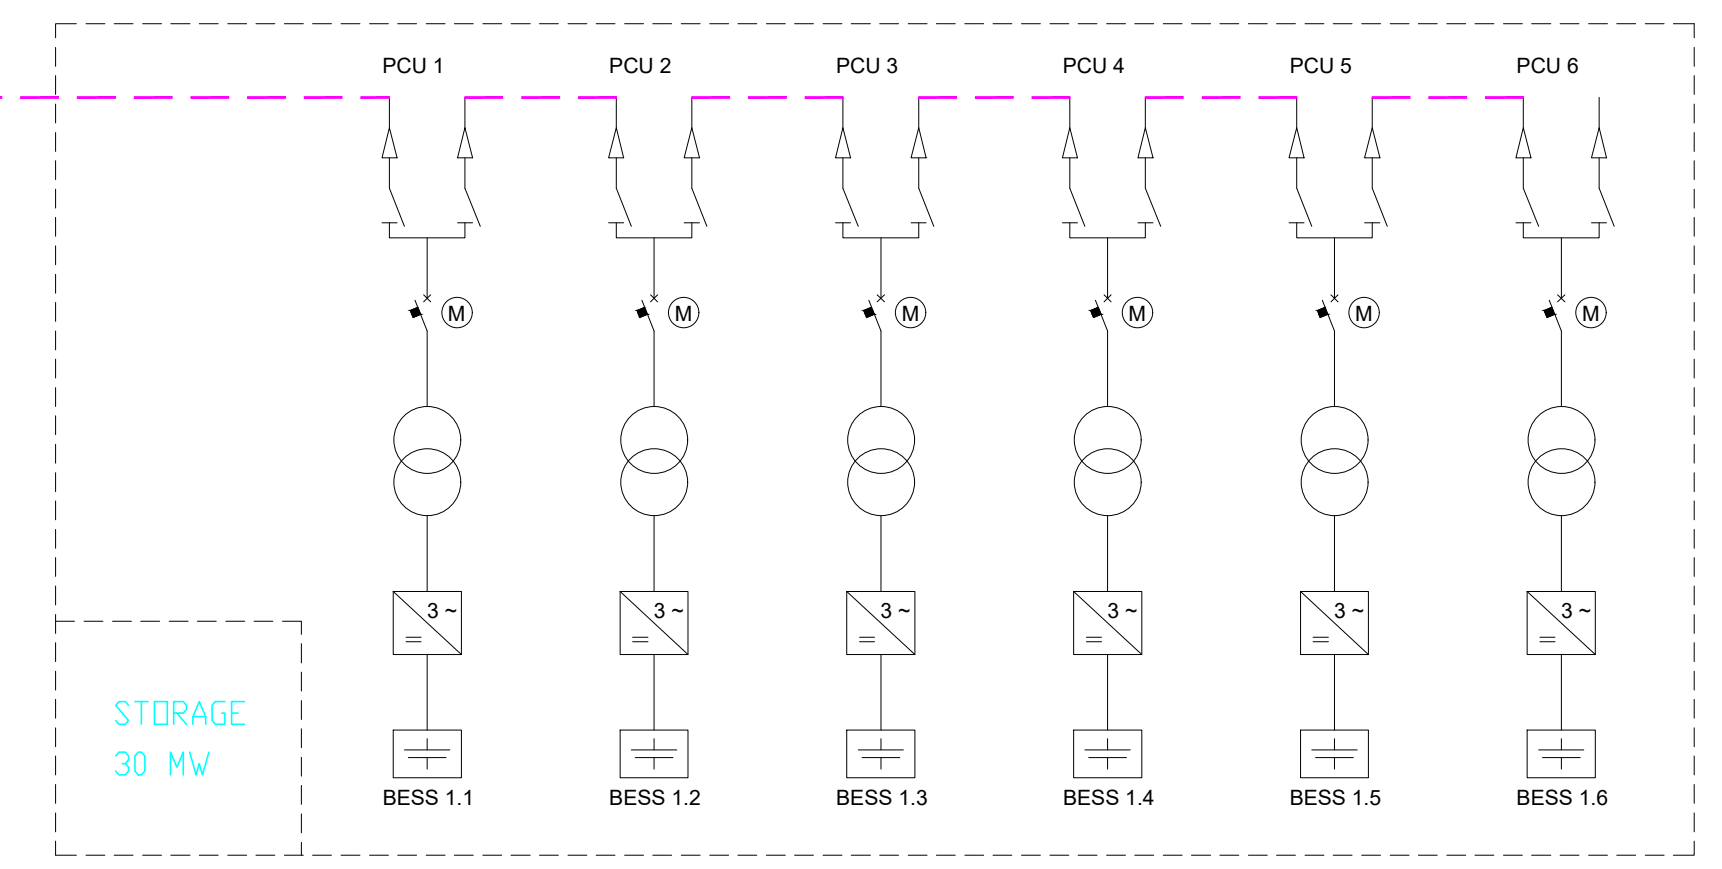 PCU 1
PCU 2
PCU 3
PCU 4
PCU 5
PCU 6
M
M
M
M
M
M
3 ~
3 ~
3 ~
3 ~
3 ~
3 ~
STORAGE
30 MW
BESS 1.1
BESS 1.2
BESS 1.3
BESS 1.4
BESS 1.5
BESS 1.6